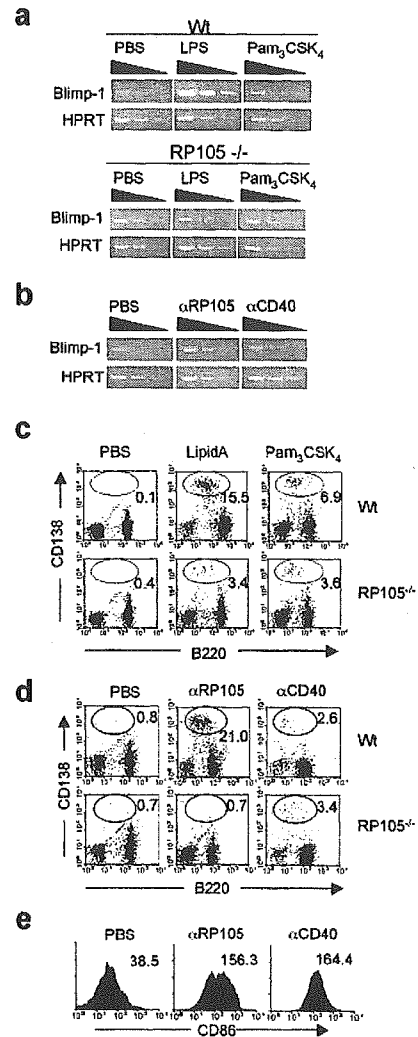 a
Wt
PBS LPS Pam3CSK4
Blimp-1
HPRT
RP105 -/-
PBS LPS Pam3CSK4
Blimp-1
HPRT
b
PBS αRP105 αCD40
Blimp-1
HPRT
c
PBS LipidA Pam3CSK4
CD138
0.1 15.5 6.9 Wt
0.4 3.4 3.6 RP105-/-
B220
d
PBS αRP105 αCD40
CD138
0.8 21.0 2.6 Wt
0.7 0.7 3.4 RP105-/-
B220
e
PBS αRP105 αCD40
38.5 156.3 164.4
CD86